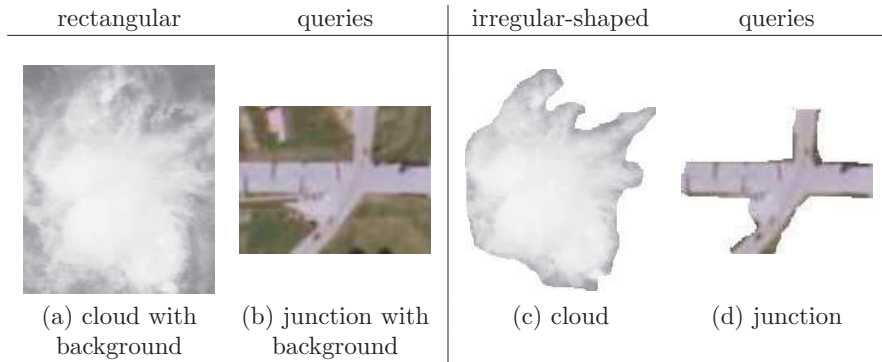 rectangular queries irregular-shaped queries
(a) cloud with
background
(b) junction with
background
(c) cloud
(d) junction